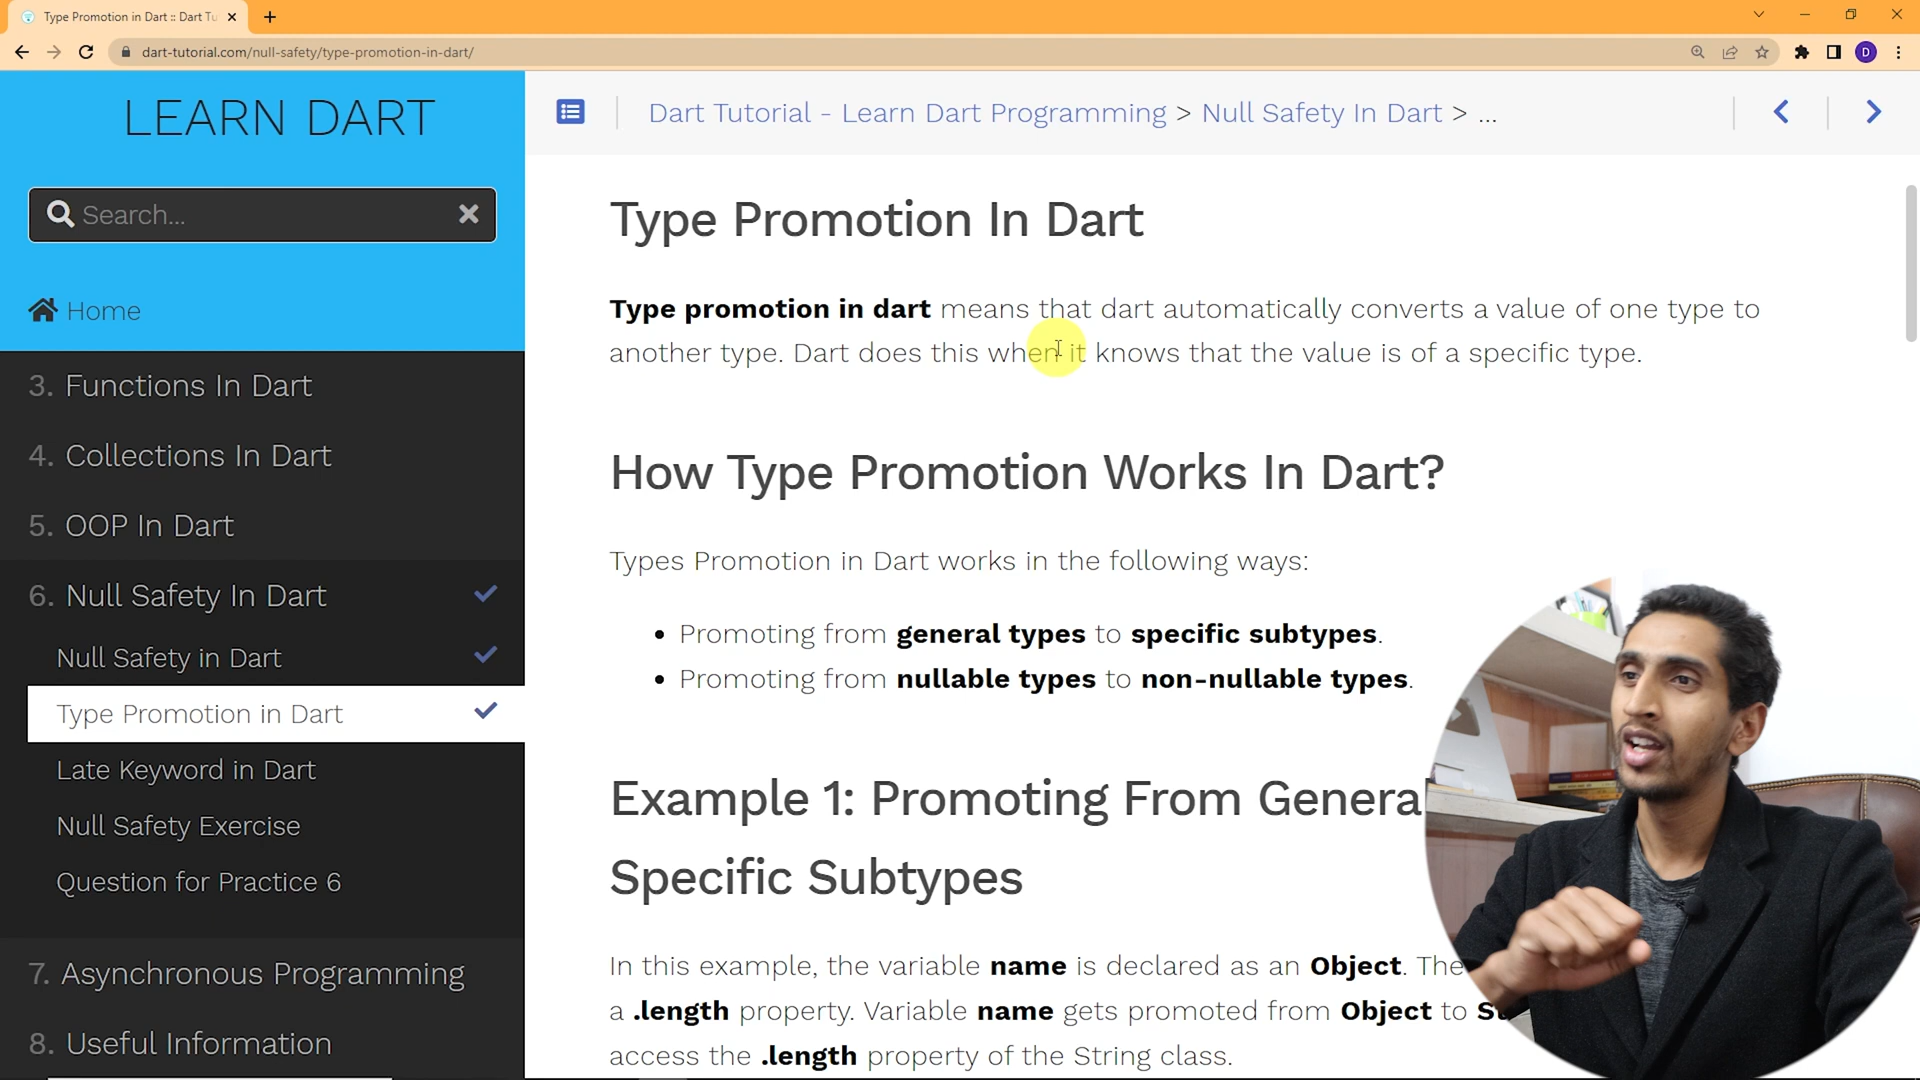 Type Promotion in Dart :: Dart Tu
dart-tutorial.com/null-safety/type-promotion-in-dart/
D
LEARN DART
Search...
Home
3. Functions In Dart
4. Collections In Dart
5. OOP In Dart
6. Null Safety In Dart
Null Safety in Dart
Type Promotion in Dart
Late Keyword in Dart
Null Safety Exercise
Question for Practice 6
7. Asynchronous Programming
8. Useful Information
Dart Tutorial - Learn Dart Programming > Null Safety In Dart > ...
Type Promotion In Dart
Type promotion in dart means that dart automatically converts a value of one type to
another type. Dart does this when it knows that the value is of a specific type.
How Type Promotion Works In Dart?
Types Promotion in Dart works in the following ways:
• Promoting from general types to specific subtypes.
• Promoting from nullable types to non-nullable types.
Example 1: Promoting From General
Specific Subtypes
In this example, the variable name is declared as an Object. The
a .length property. Variable name gets promoted from Object to
access the .length property of the String class.